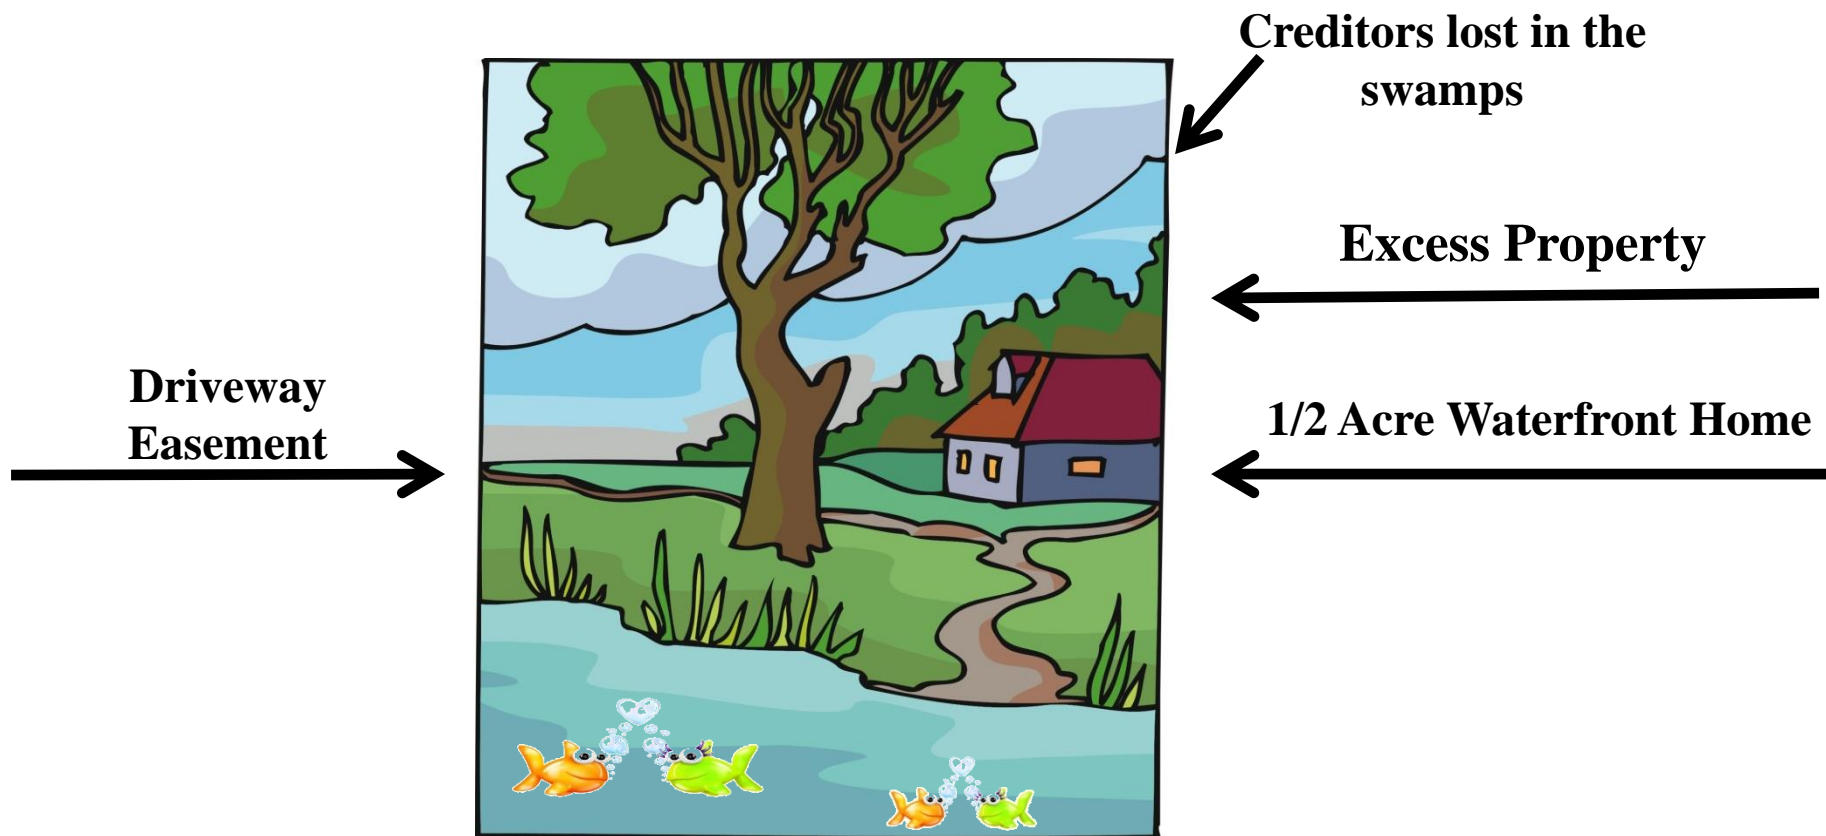 Creditors lost in the
swamps
Excess Property
Driveway
Easement
1/2 Acre Waterfront Home